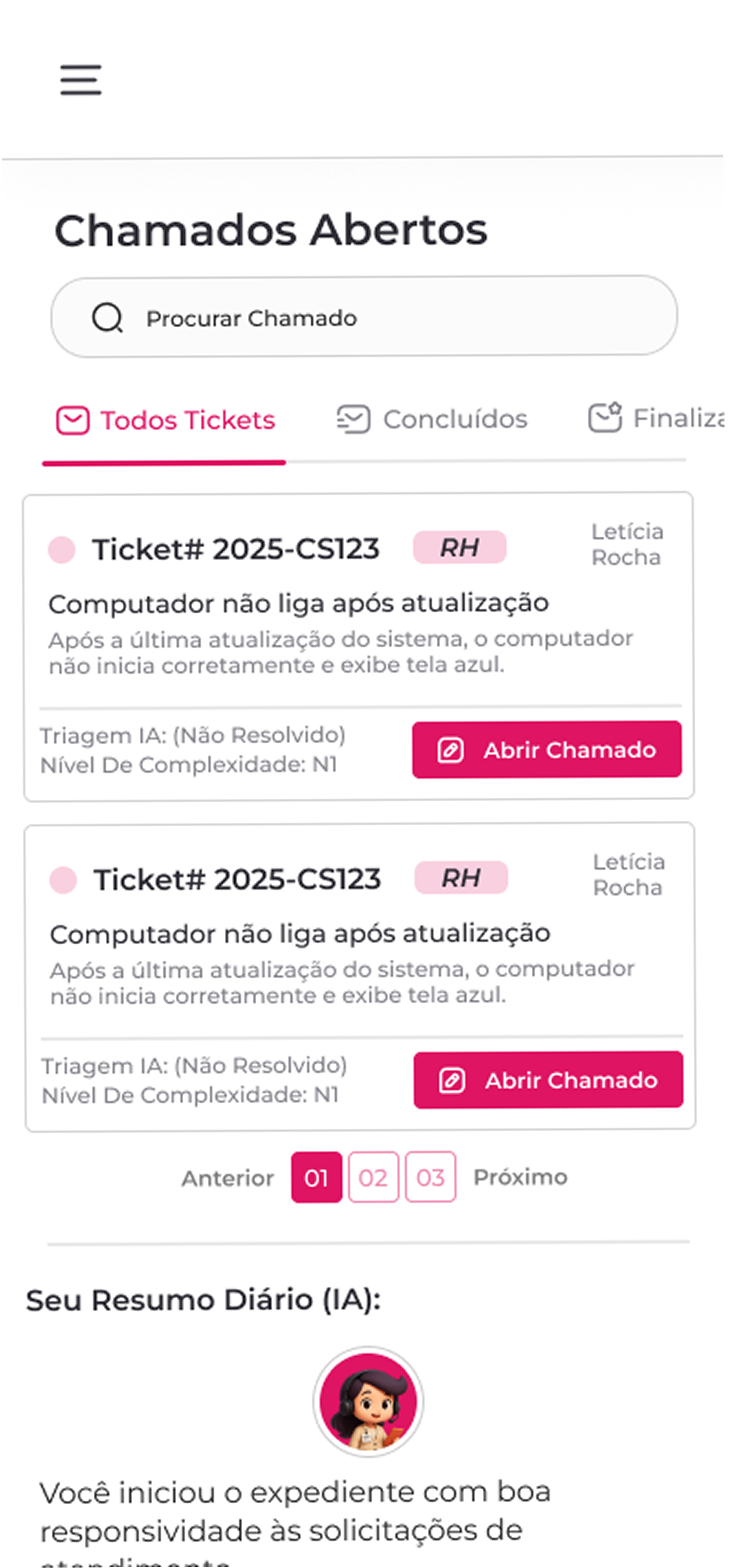 Chamados Abertos
Procurar Chamado
Todos Tickets
Concluídos
Ticket# 2025-CS123
RH
Letícia
Rocha
Computador não liga após atualização
Após a última atualização do sistema, o computador
não inicia corretamente e exibe tela azul.
Triagem IA: (Não Resolvido)
Nível De Complexidade: N1
Abrir Chamado
Ticket# 2025-CS123
RH
Letícia
Rocha
Computador não liga após atualização
Após a última atualização do sistema, o computador
não inicia corretamente e exibe tela azul.
Triagem IA: (Não Resolvido)
Nível De Complexidade: N1
Abrir Chamado
Anterior 01 02 03 Próximo
Seu Resumo Diário (IA):
Você iniciou o expediente com boa
responsividade às solicitações de